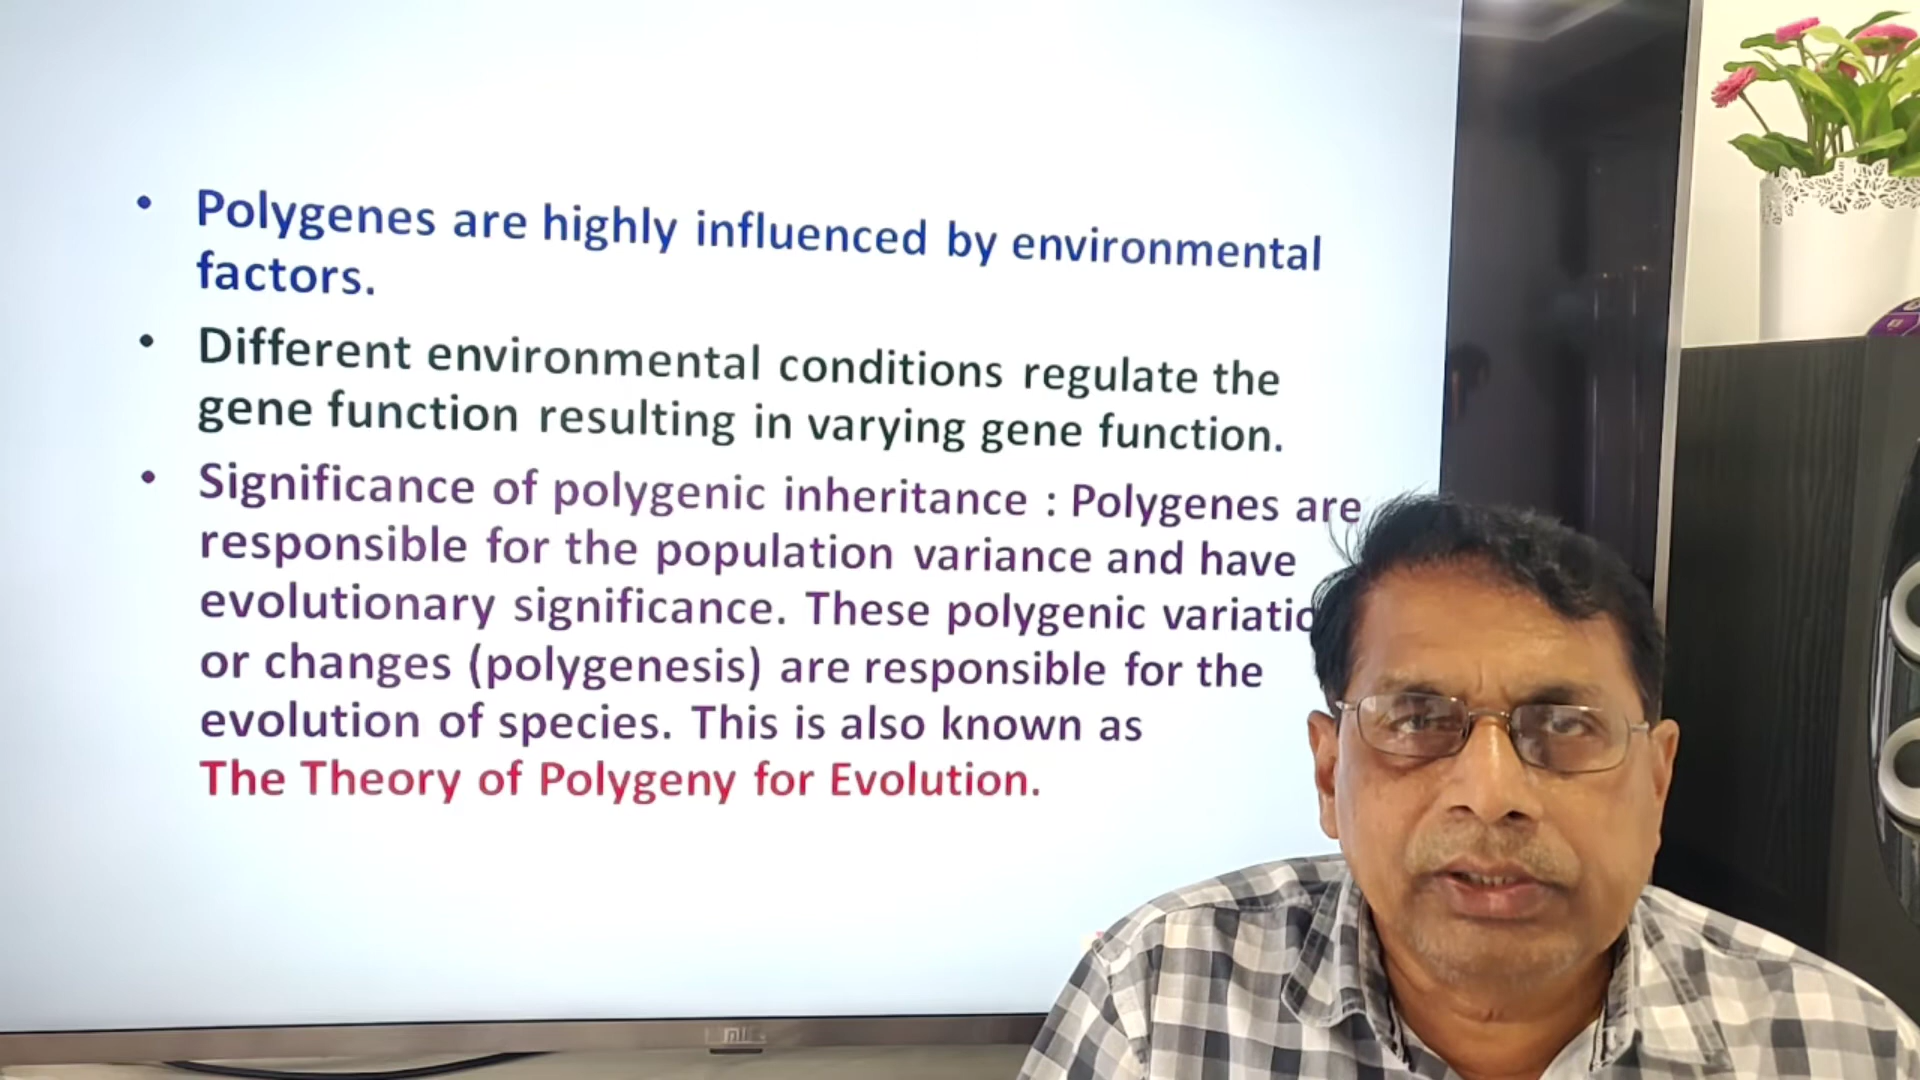 • Polygenes are highly influenced by environmental
factors.
• Different environmental conditions regulate the
gene function resulting in varying gene function.
• Significance of polygenic inheritance : Polygenes are
responsible for the population variance and have
evolutionary significance. These polygenic
or changes (polygenesis) are responsible for the
evolution of species. This is also known as
The Theory of Polygeny for Evolution.
mi